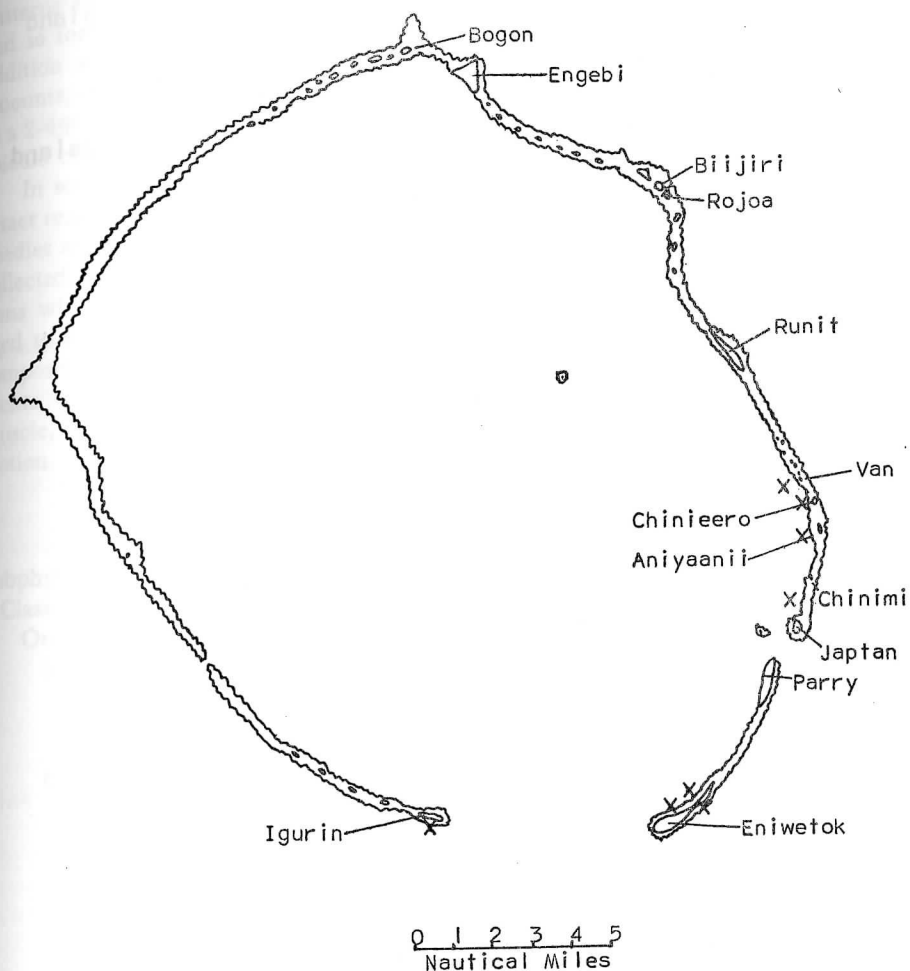 Bogon
Engebi
Biijiri
Rojoa
Runit
Van
Chinieero
Aniyaanii
Chinimi
Japtan
Parry
Igurin
Eniwetok
0 1 2 3 4 5
Nautical Miles